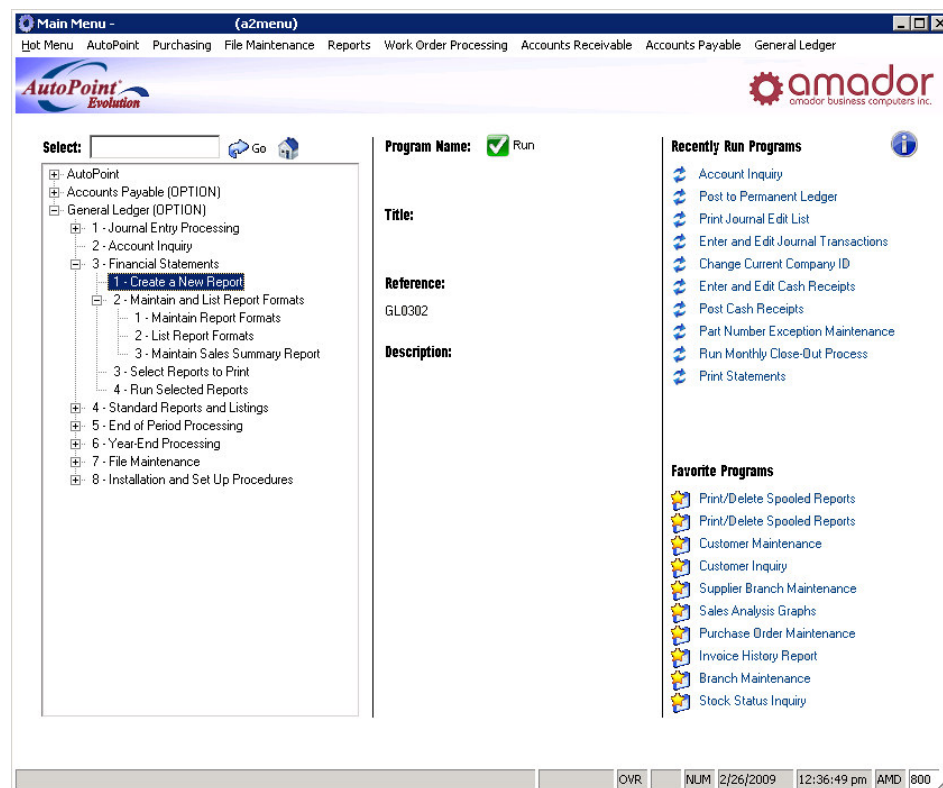 Main Menu - (a2menu)
Hot Menu AutoPoint Purchasing File Maintenance Reports Work Order Processing Accounts Receivable Accounts Payable General Ledger
AutoPoint
Evolution
amador
amador business computers inc.
Select:
Go
AutoPoint
Accounts Payable (OPTION)
General Ledger (OPTION)
1 - Journal Entry Processing
2 - Account Inquiry
3 - Financial Statements
1 - Create a New Report
2 - Maintain and List Report Formats
1 - Maintain Report Formats
2 - List Report Formats
3 - Maintain Sales Summary Report
3 - Select Reports to Print
4 - Run Selected Reports
4 - Standard Reports and Listings
5 - End of Period Processing
6 - Year-End Processing
7 - File Maintenance
8 - Installation and Set Up Procedures
Program Name: Run
Title:
Reference:
GL0302
Description:
Recently Run Programs
Account Inquiry
Post to Permanent Ledger
Print Journal Edit List
Enter and Edit Journal Transactions
Change Current Company ID
Enter and Edit Cash Receipts
Post Cash Receipts
Part Number Exception Maintenance
Run Monthly Close-Out Process
Print Statements
Favorite Programs
Print/Delete Spooled Reports
Print/Delete Spooled Reports
Customer Maintenance
Customer Inquiry
Supplier Branch Maintenance
Sales Analysis Graphs
Purchase Order Maintenance
Invoice History Report
Branch Maintenance
Stock Status Inquiry
OVR NUM 2/26/2009 12:36:49 pm AMD 800